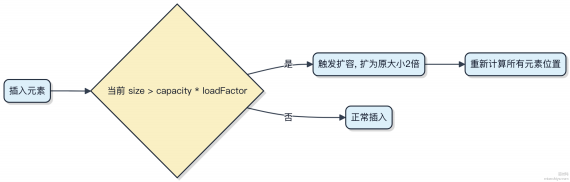 插入元素
当前 size > capacity * loadFactor
是
触发扩容, 扩为原大小2倍
重新计算所有元素位置
否
正常插入